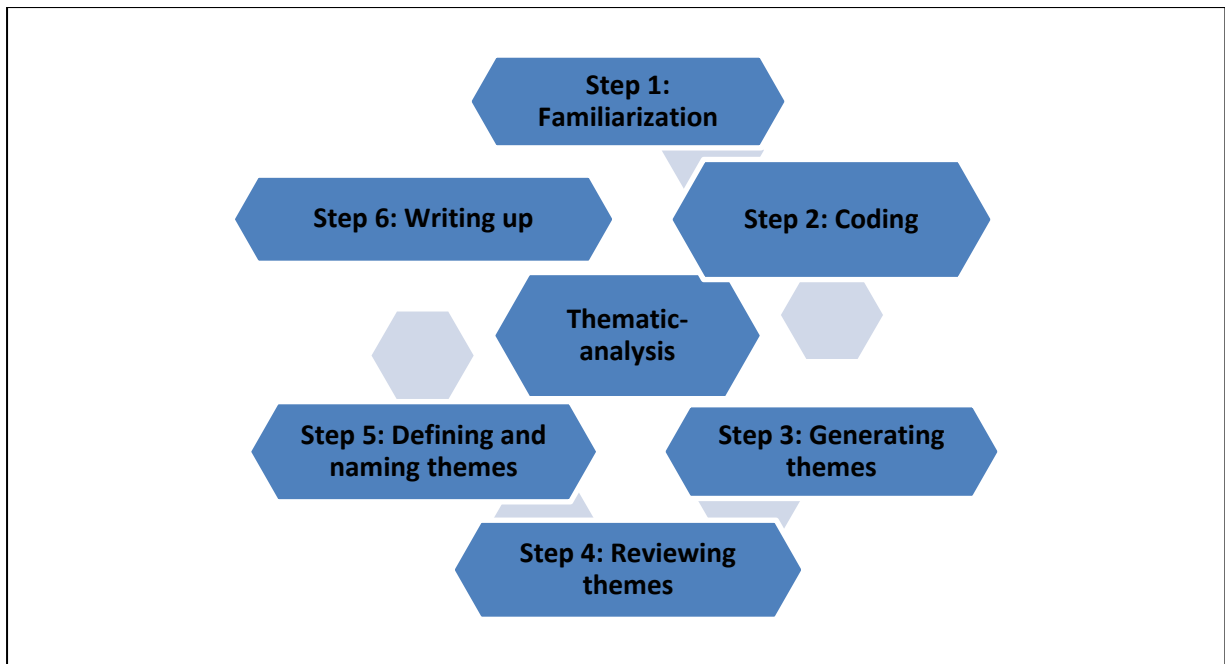 Step 1:
Familiarization
Step 2: Coding
Step 3: Generating
themes
Step 4: Reviewing
themes
Step 5: Defining and
naming themes
Step 6: Writing up
Thematic-
analysis